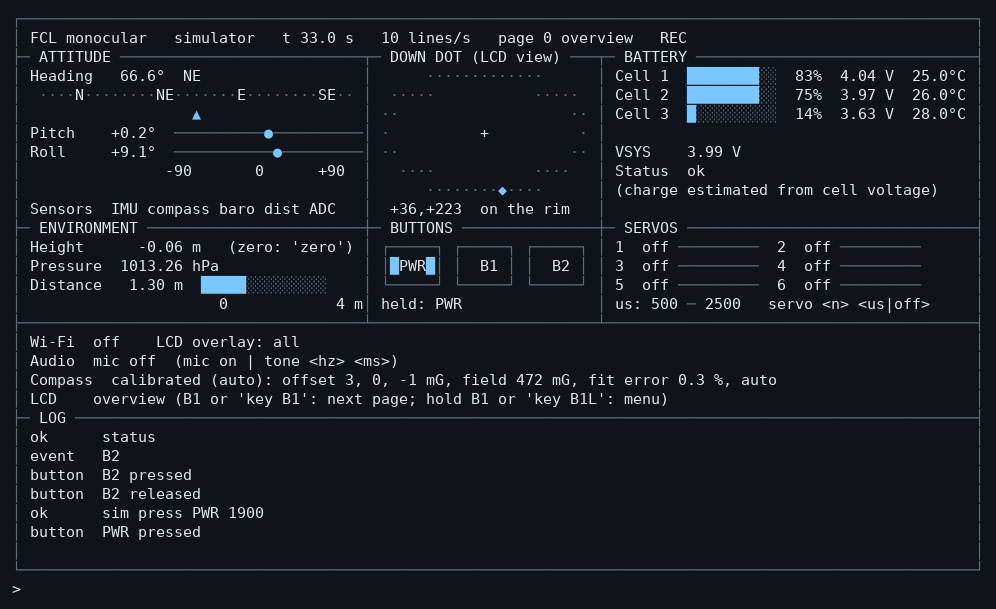 FCL monocular   simulator   t 33.0 s   10 lines/s   page 0 overview   REC
ATTITUDE
Heading   66.6°  NE
N NE E SE
Pitch    +0.2°
Roll     +9.1°
-90       0      +90
Sensors  IMU compass baro dist ADC
DOWN DOT (LCD view)
+
+36,+223  on the rim
BATTERY
Cell 1   83%  4.04 V  25.0°C
Cell 2   75%  3.97 V  26.0°C
Cell 3   14%  3.63 V  28.0°C
VSYS    3.99 V
Status  ok
(charge estimated from cell voltage)
ENVIRONMENT
Height      -0.06 m   (zero: 'zero')
Pressure  1013.26 hPa
Distance   1.30 m
0            4 m
BUTTONS
PWR   B1   B2
held: PWR
SERVOS
1  off   2  off
3  off   4  off
5  off   6  off
us: 500 — 2500   servo <n> <us|off>
Wi-Fi  off    LCD overlay: all
Audio  mic off  (mic on | tone <hz> <ms>)
Compass  calibrated (auto): offset 3, 0, -1 mG, field 472 mG, fit error 0.3 %, auto
LCD    overview (B1 or 'key B1': next page; hold B1 or 'key B1L': menu)
LOG
ok      status
event   B2
button  B2 pressed
button  B2 released
ok      sim press PWR 1900
button  PWR pressed
>